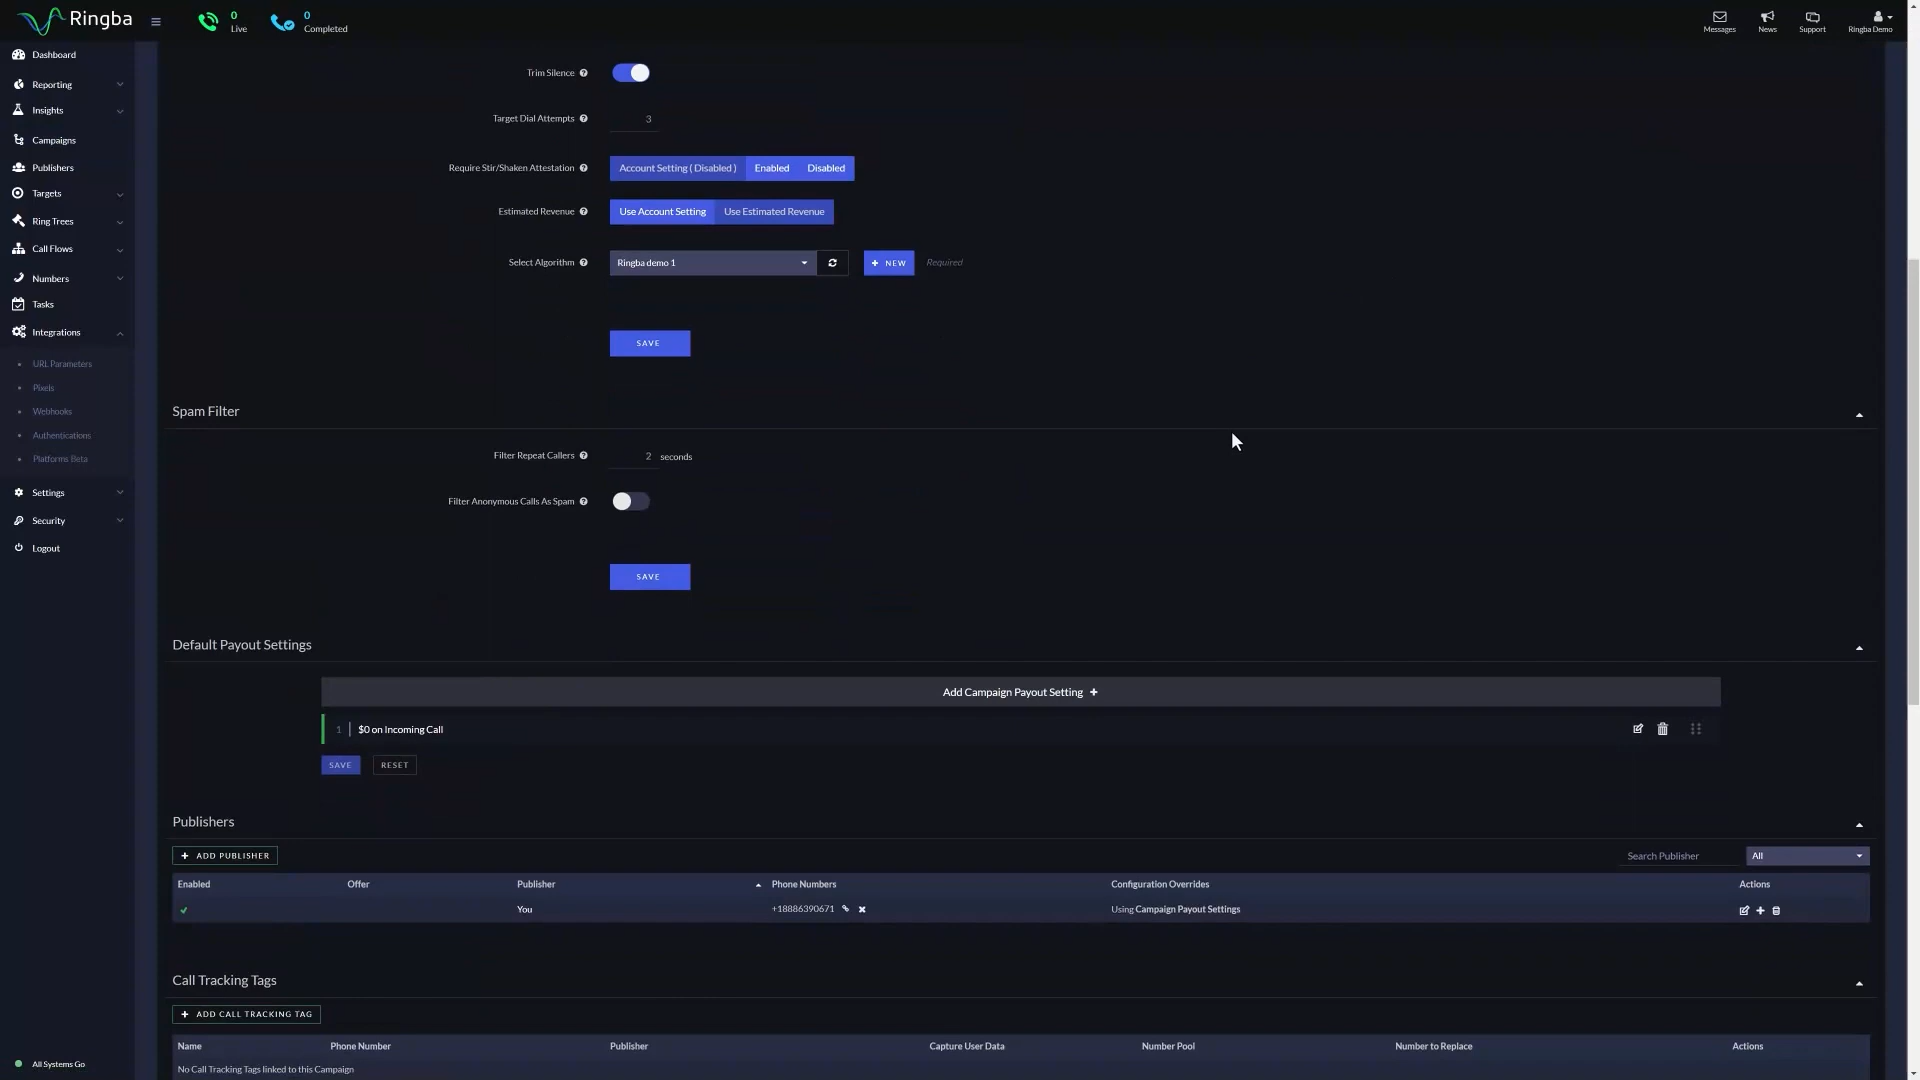 Ringba
0
Live
0
Completed
Messages
News
Support
Ringba Demo
Dashboard
Reporting
Insights
Campaigns
Publishers
Targets
Ring Trees
Call Flows
Numbers
Tasks
Integrations
URL Parameters
Pixels
Webhooks
Authentications
Platforms Beta
Settings
Security
Logout
All Systems Go
Trim Silence
Target Dial Attempts 3
Require Stir/Shaken Attestation Account Setting ( Disabled ) Enabled Disabled
Estimated Revenue Use Account Setting Use Estimated Revenue
Select Algorithm Ringba demo 1 + NEW Required
SAVE
Spam Filter
Filter Repeat Callers 2 seconds
Filter Anonymous Calls As Spam
SAVE
Default Payout Settings
Add Campaign Payout Setting +
1 $0 on Incoming Call
SAVE RESET
Publishers
+ ADD PUBLISHER Search Publisher All
Enabled Offer Publisher Phone Numbers Configuration Overrides Actions
You +18886390671 Using Campaign Payout Settings
Call Tracking Tags
+ ADD CALL TRACKING TAG
Name Phone Number Publisher Capture User Data Number Pool Number to Replace Actions
No Call Tracking Tags linked to this Campaign